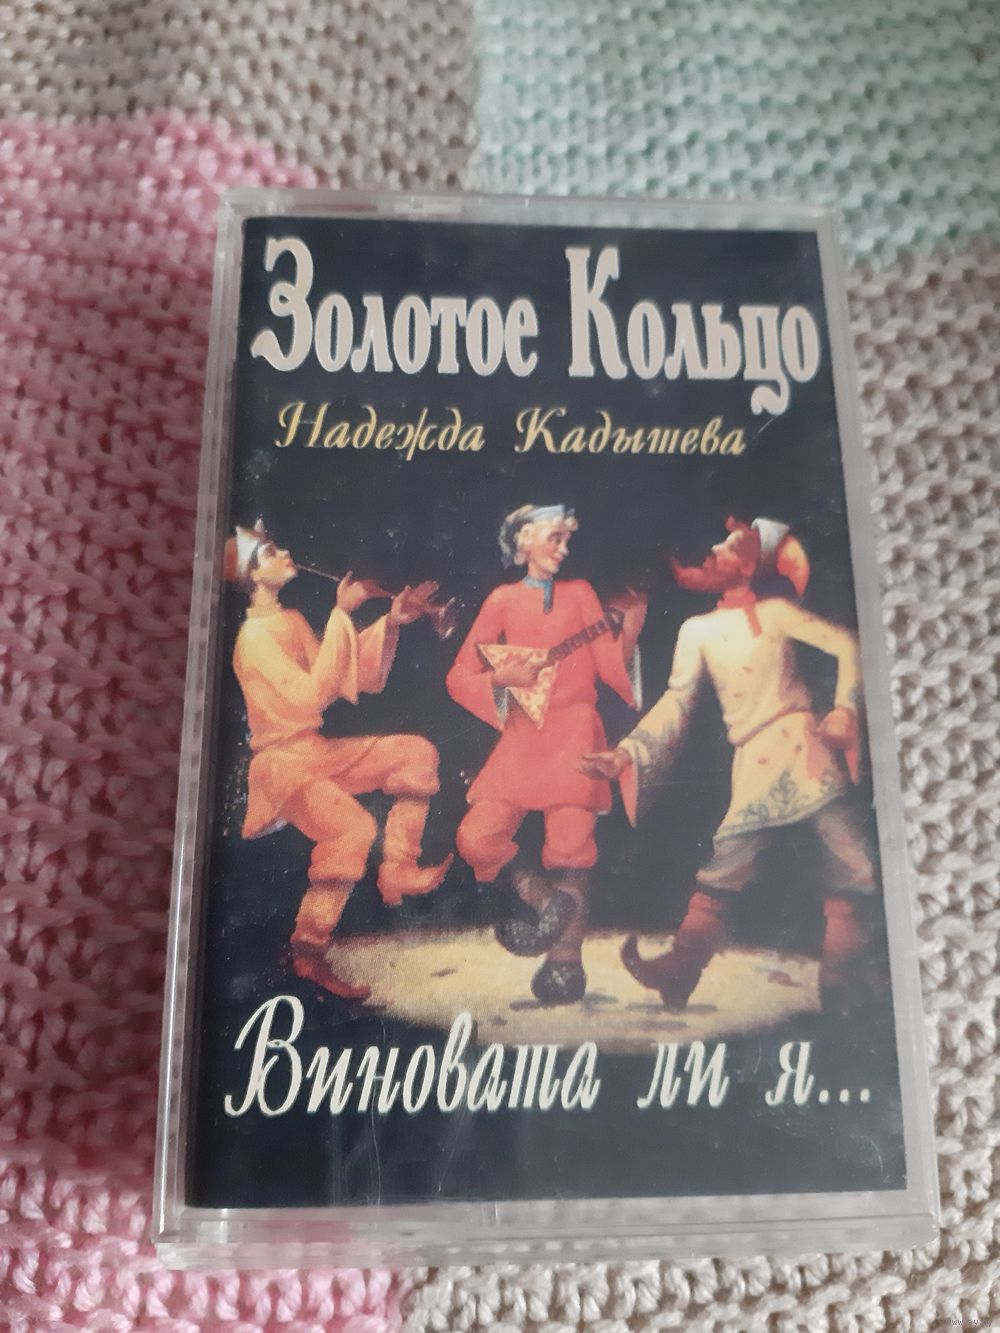 Золотое Кольцо
Надежда Кадышева
Виновата ли я...